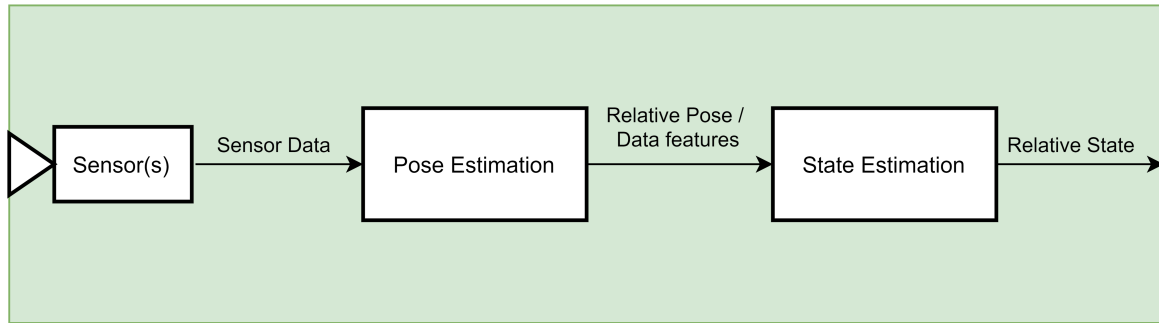 Sensor(s)
Sensor Data
Pose Estimation
Relative Pose /
Data features
State Estimation
Relative State